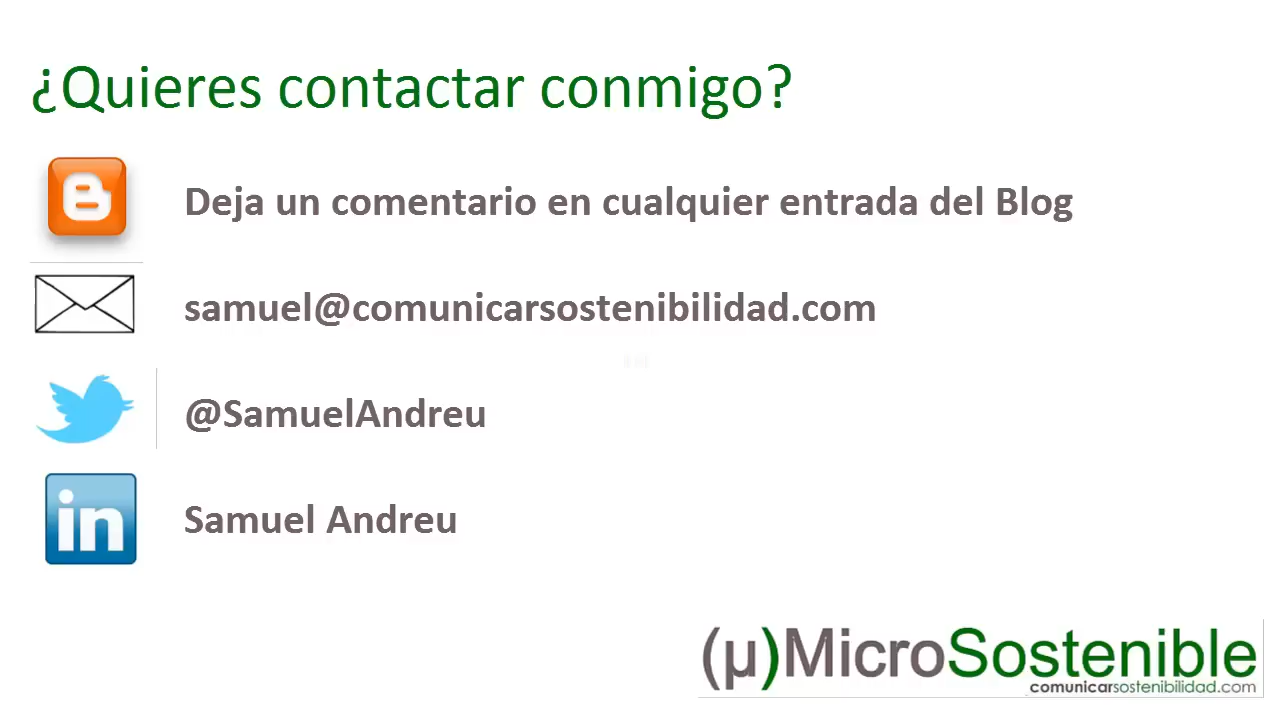 ¿Quieres contactar conmigo?
Deja un comentario en cualquier entrada del Blog
samuel@comunicarsostenibilidad.com
@SamuelAndreu
in
Samuel Andreu
(µ)MicroSostenible
comunicarsostenibilidad.com